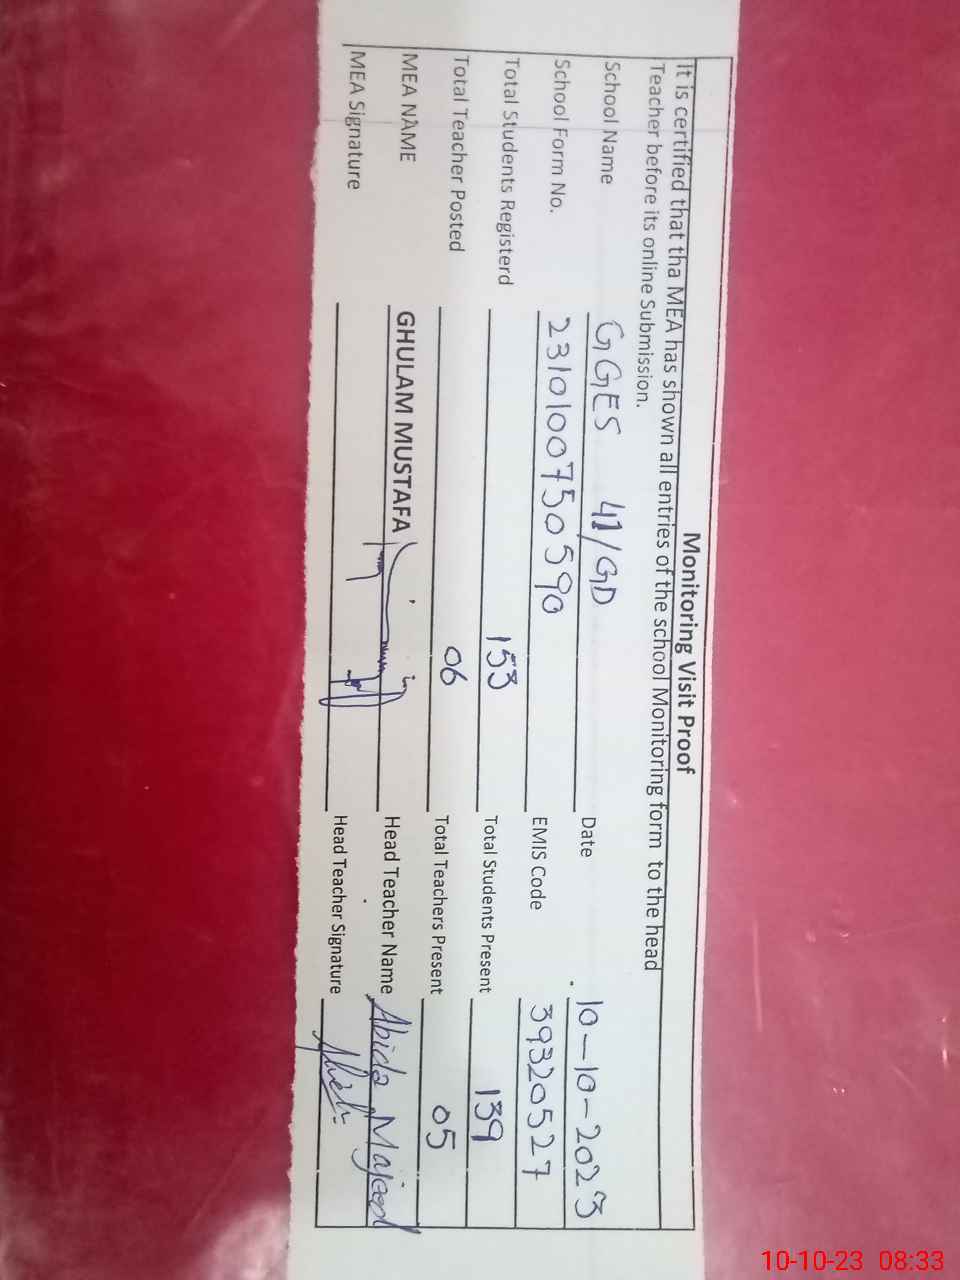 Monitoring Visit Proof
It is certified that tha MEA has shown all entries of the school Monitoring form to the head
Teacher before its online Submission.
School Name GGES 41/GD Date 10-10-2023
School Form No. 2310100750590 EMIS Code 39320527
Total Students Registerd 153 Total Students Present 139
Total Teacher Posted 06 Total Teachers Present 05
MEA NAME GHULAM MUSTAFA Head Teacher Name Abida Majeed
MEA Signature Head Teacher Signature
10-10-23 08:33